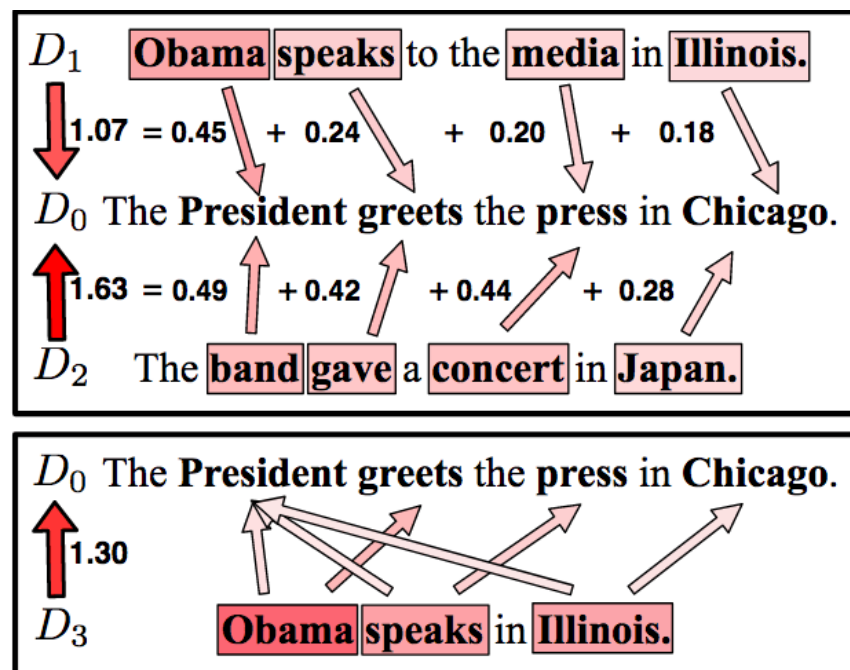 D₁ Obama speaks to the media in Illinois.
1.07 = 0.45 + 0.24 + 0.20 + 0.18
D₀ The President greets the press in Chicago.
1.63 = 0.49 + 0.42 + 0.44 + 0.28
D₂ The band gave a concert in Japan.
D₀ The President greets the press in Chicago.
1.30
D₃ Obama speaks in Illinois.